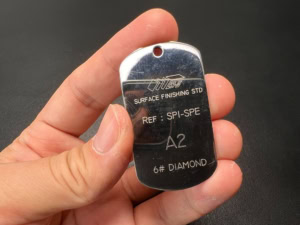 SURFACE FINISHING STD
REF : SPI-SPE
A2
6# DIAMOND